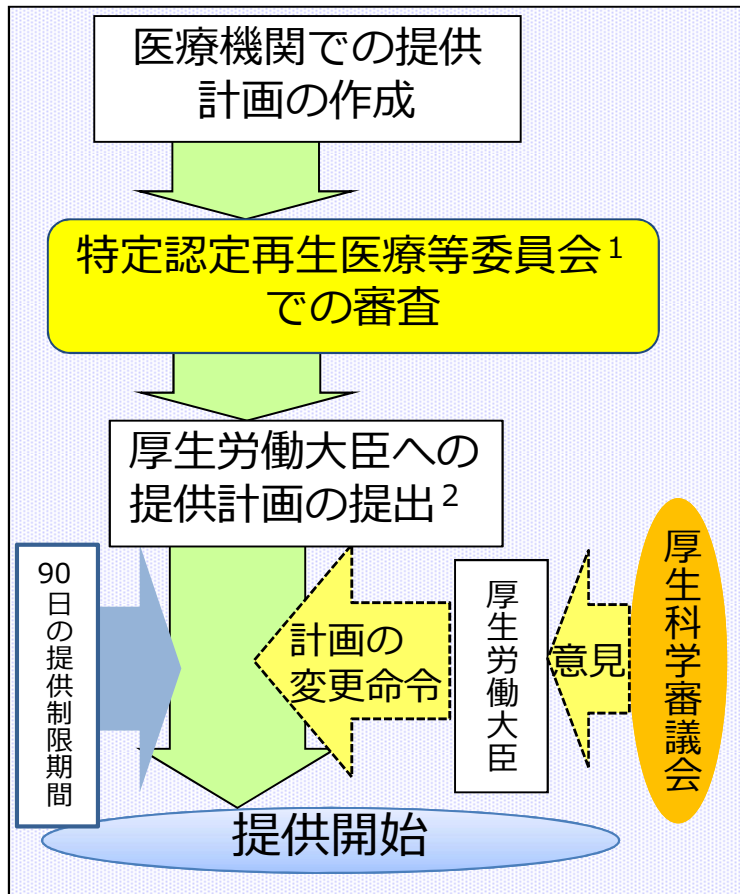 医療機関での提供
計画の作成
特定認定再生医療等委員会1
での審査
厚生労働大臣への
提供計画の提出2
90日の提供制限期間
計画の
変更命令
厚生労働大臣
意見
厚生科学審議会
提供開始